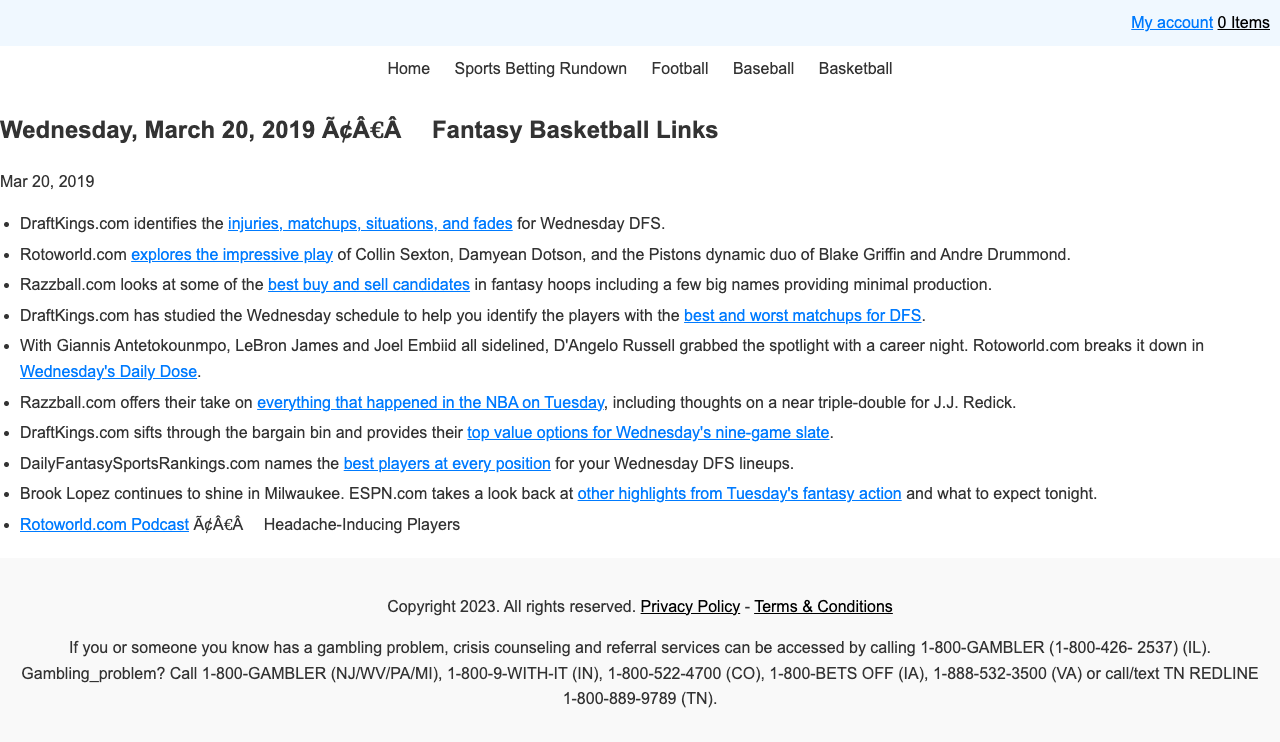 My account 0 Items
Home Sports Betting Rundown Football Baseball Basketball
Wednesday, March 20, 2019 Ã¢Â€Â Fantasy Basketball Links
Mar 20, 2019
DraftKings.com identifies the injuries, matchups, situations, and fades for Wednesday DFS.
Rotoworld.com explores the impressive play of Collin Sexton, Damyean Dotson, and the Pistons dynamic duo of Blake Griffin and Andre Drummond.
Razzball.com looks at some of the best buy and sell candidates in fantasy hoops including a few big names providing minimal production.
DraftKings.com has studied the Wednesday schedule to help you identify the players with the best and worst matchups for DFS.
With Giannis Antetokounmpo, LeBron James and Joel Embiid all sidelined, D'Angelo Russell grabbed the spotlight with a career night. Rotoworld.com breaks it down in
Wednesday's Daily Dose.
Razzball.com offers their take on everything that happened in the NBA on Tuesday, including thoughts on a near triple-double for J.J. Redick.
DraftKings.com sifts through the bargain bin and provides their top value options for Wednesday's nine-game slate.
DailyFantasySportsRankings.com names the best players at every position for your Wednesday DFS lineups.
Brook Lopez continues to shine in Milwaukee. ESPN.com takes a look back at other highlights from Tuesday's fantasy action and what to expect tonight.
Rotoworld.com Podcast Ã¢Â€Â Headache-Inducing Players
Copyright 2023. All rights reserved. Privacy Policy - Terms & Conditions
If you or someone you know has a gambling problem, crisis counseling and referral services can be accessed by calling 1-800-GAMBLER (1-800-426- 2537) (IL).
Gambling_problem? Call 1-800-GAMBLER (NJ/WV/PA/MI), 1-800-9-WITH-IT (IN), 1-800-522-4700 (CO), 1-800-BETS OFF (IA), 1-888-532-3500 (VA) or call/text TN REDLINE
1-800-889-9789 (TN).